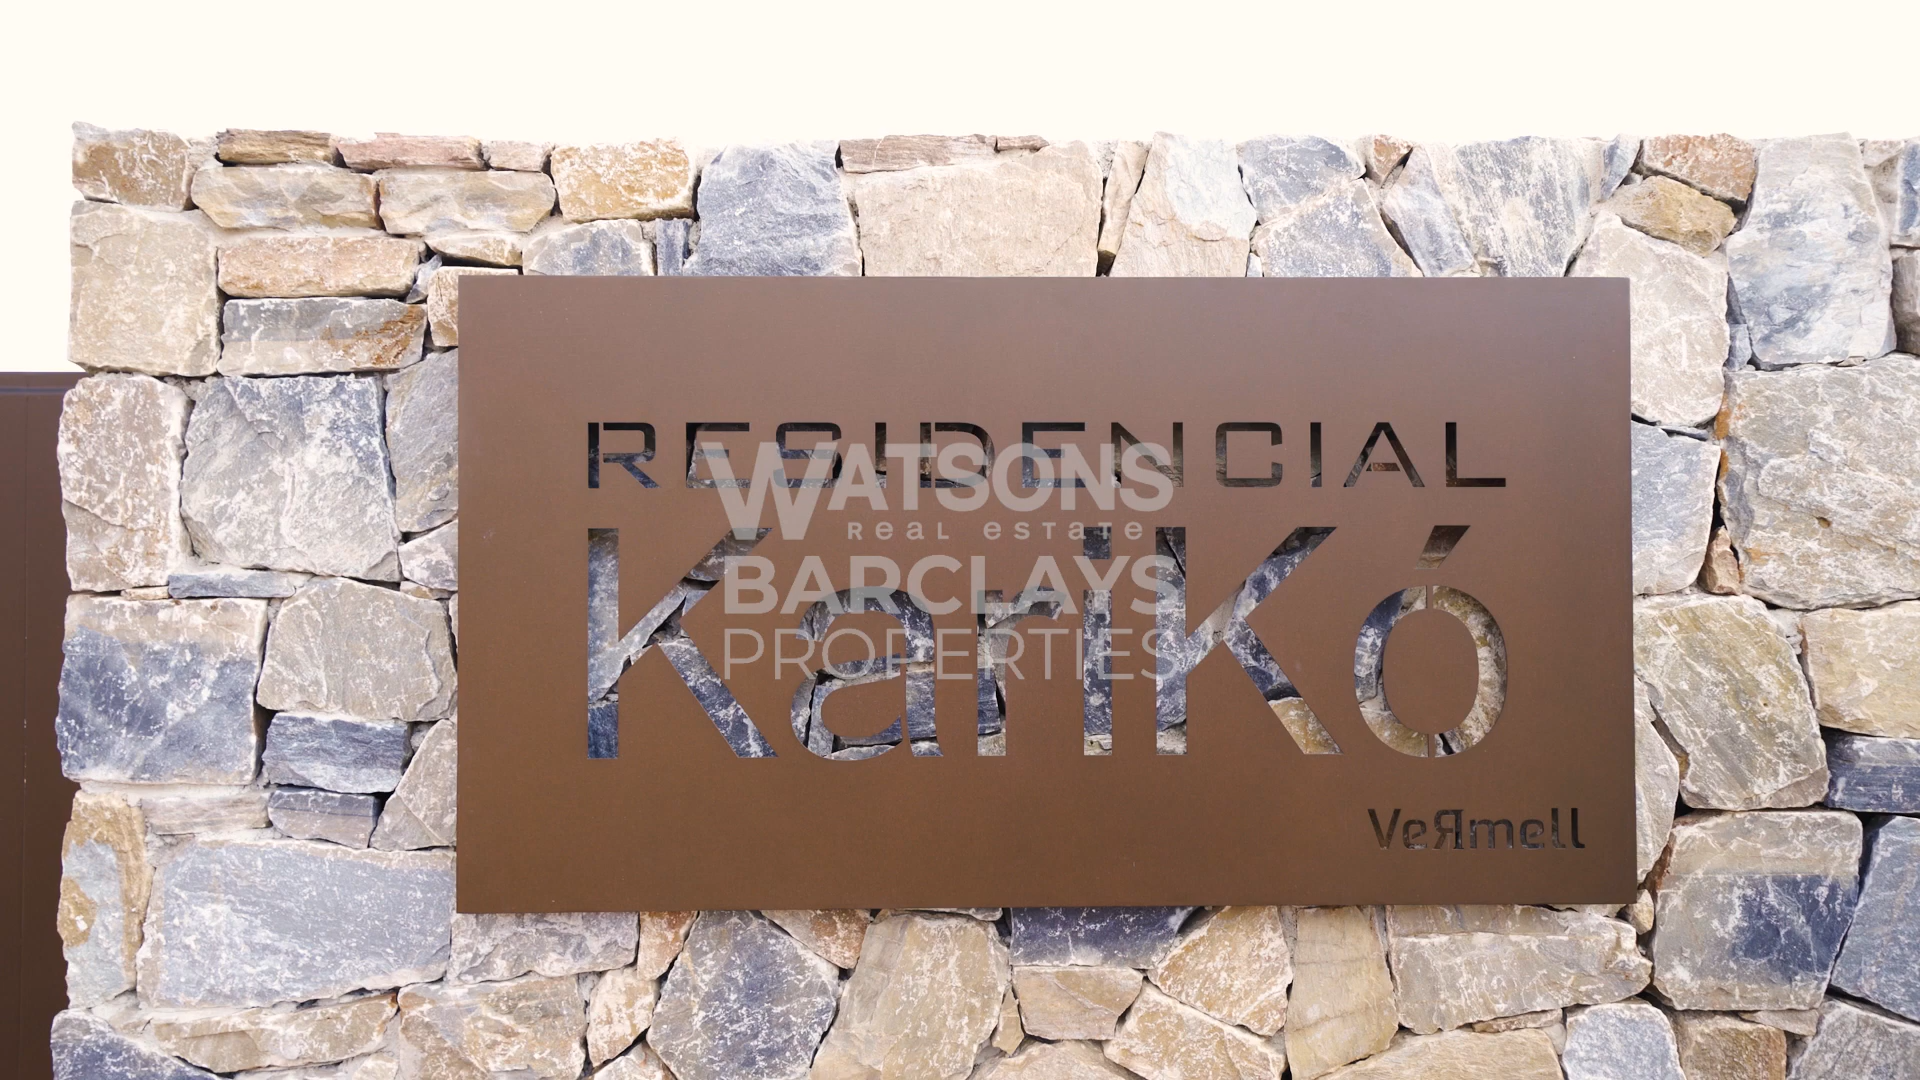 RESIDENCIAL
WATSONS
REAL ESTATE
KariKó
BARCLAYS
PROPERTIES
VeЯmell